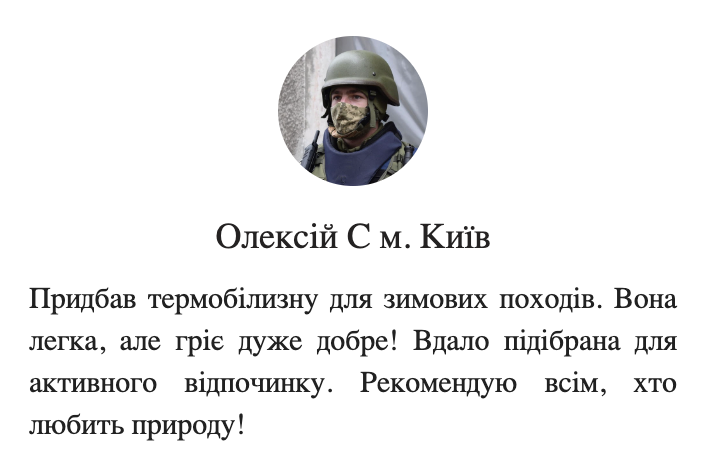 Олексій С м. Київ
Придбав термобілизну для зимових походів. Вона
легка, але гріє дуже добре! Вдало підібрана для
активного відпочинку. Рекомендую всім, хто
любить природу!